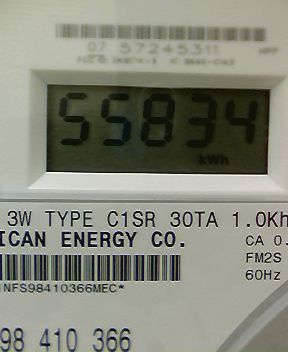 07 57245311
55834
kWh
3W TYPE C1SR 30TA 1.0Kh
ICAN ENERGY CO.
CA 0.
FM2S
60Hz
NFS98410366MEC*
98 410 366